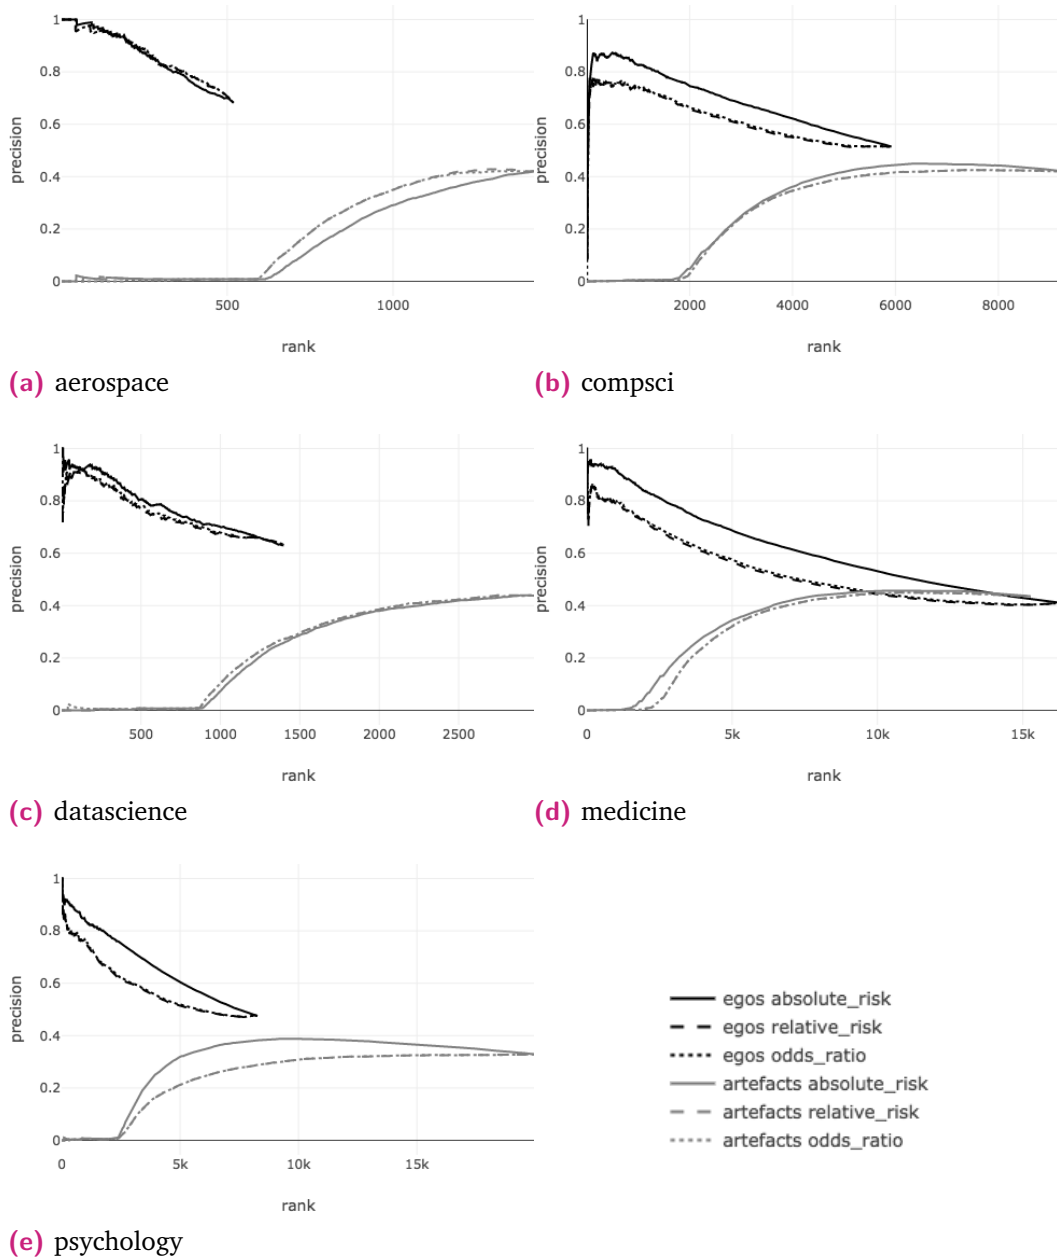 1
0.8
0.6
0.4
0.2
0
precision
500
1000
rank
(a) aerospace
1
0.8
0.6
0.4
0.2
0
precision
2000
4000
6000
8000
rank
(b) compsci
1
0.8
0.6
0.4
0.2
0
precision
500
1000
1500
2000
2500
rank
(c) datascience
1
0.8
0.6
0.4
0.2
0
precision
0
5k
10k
15k
rank
(d) medicine
1
0.8
0.6
0.4
0.2
0
precision
0
5k
10k
15k
rank
(e) psychology
egos absolute_risk
egos relative_risk
egos odds_ratio
artefacts absolute_risk
artefacts relative_risk
artefacts odds_ratio